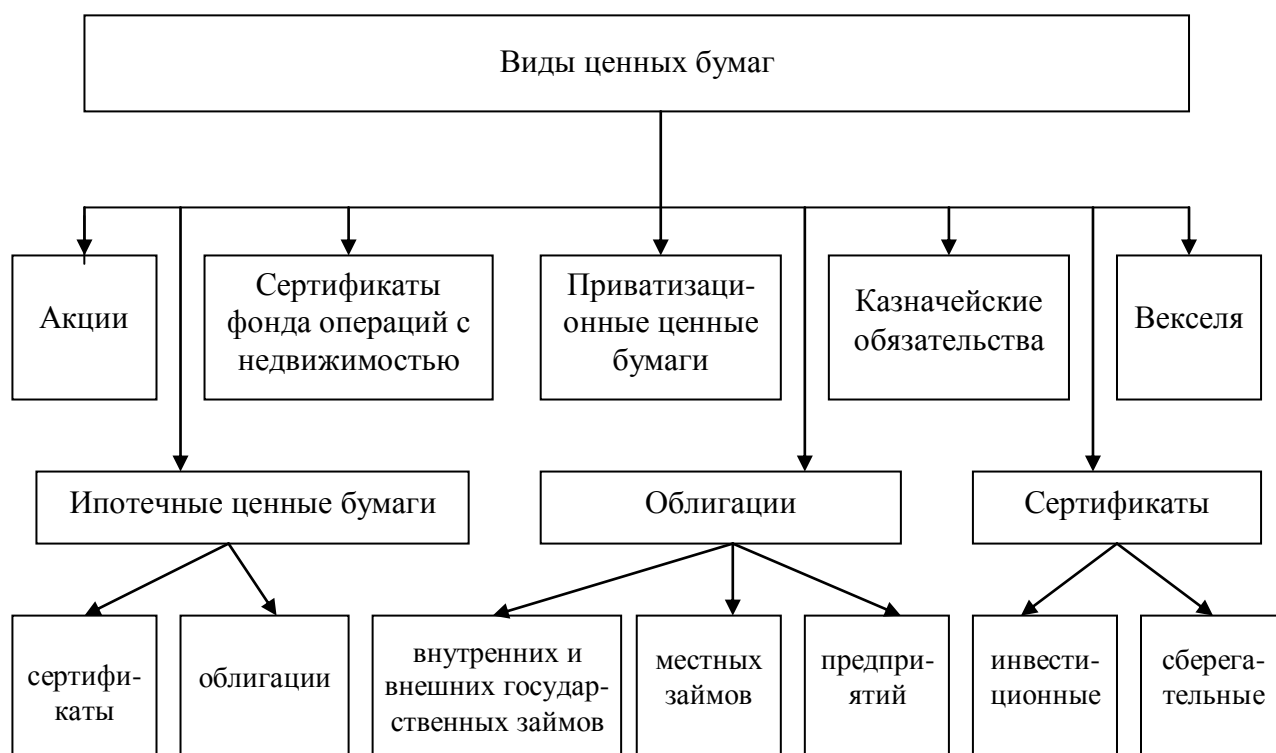 Виды ценных бумаг
Акции
Сертификаты
фонда операций с
недвижимостью
Приватизаци-
онные ценные
бумаги
Казначейские
обязательства
Векселя
Ипотечные ценные бумаги
Облигации
Сертификаты
сертифи-
каты
облигации
внутренних и
внешних государ-
ственных займов
местных
займов
предпри-
ятий
инвести-
ционные
сберега-
тельные